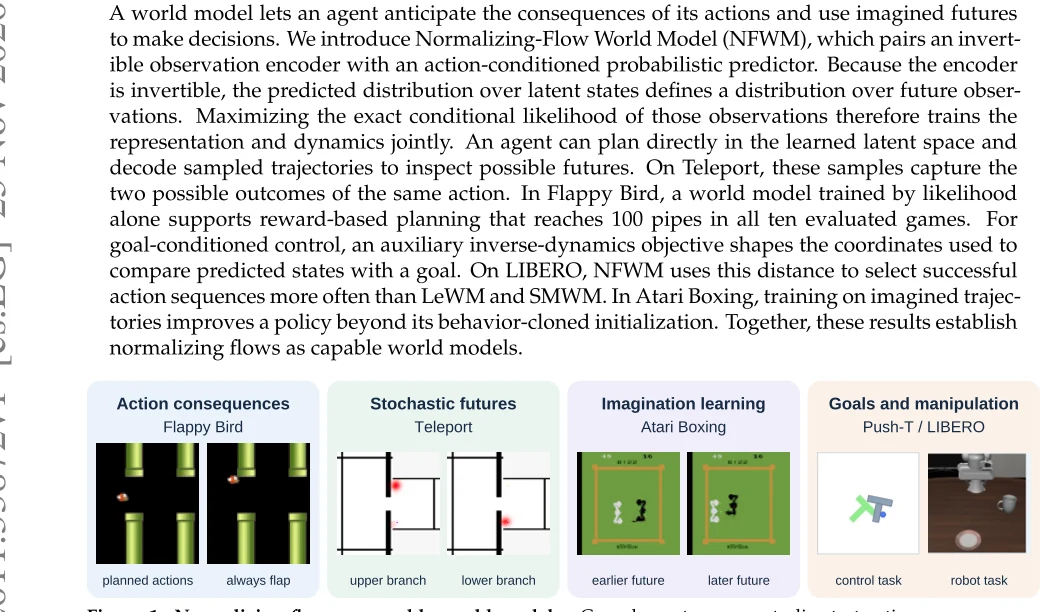 A world model lets an agent anticipate the consequences of its actions and use imagined futures
to make decisions. We introduce Normalizing-Flow World Model (NFWM), which pairs an invert-
ible observation encoder with an action-conditioned probabilistic predictor. Because the encoder
is invertible, the predicted distribution over latent states defines a distribution over future obser-
vations. Maximizing the exact conditional likelihood of those observations therefore trains the
representation and dynamics jointly. An agent can plan directly in the learned latent space and
decode sampled trajectories to inspect possible futures. On Teleport, these samples capture the
two possible outcomes of the same action. In Flappy Bird, a world model trained by likelihood
alone supports reward-based planning that reaches 100 pipes in all ten evaluated games. For
goal-conditioned control, an auxiliary inverse-dynamics objective shapes the coordinates used to
compare predicted states with a goal. On LIBERO, NFWM uses this distance to select successful
action sequences more often than LeWM and SMWM. In Atari Boxing, training on imagined trajec-
tories improves a policy beyond its behavior-cloned initialization. Together, these results establish
normalizing flows as capable world models.
Action consequences
Flappy Bird
planned actions always flap
Stochastic futures
Teleport
upper branch lower branch
Imagination learning
Atari Boxing
earlier future later future
Goals and manipulation
Push-T / LIBERO
control task robot task